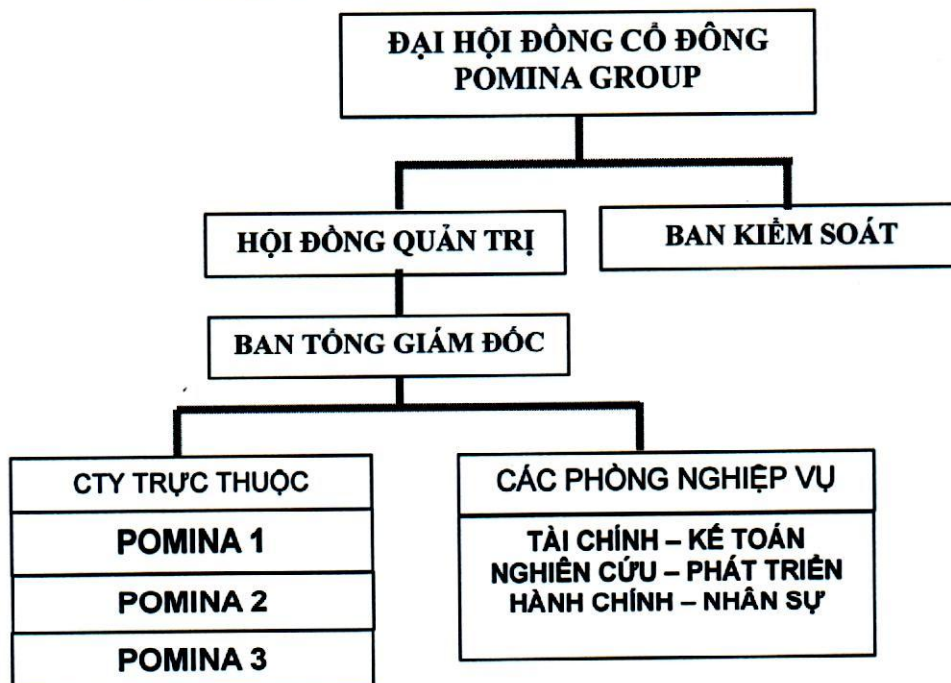 ĐẠI HỘI ĐỒNG CỔ ĐÔNG
POMINA GROUP
HỘI ĐỒNG QUẢN TRỊ
BAN KIỂM SOÁT
BAN TỔNG GIÁM ĐỐC
CTY TRỰC THUỘC
POMINA 1
POMINA 2
POMINA 3
CÁC PHÒNG NGHIỆP VỤ
TÀI CHÍNH – KẾ TOÁN
NGHIÊN CỨU – PHÁT TRIỂN
HÀNH CHÍNH – NHÂN SỰ